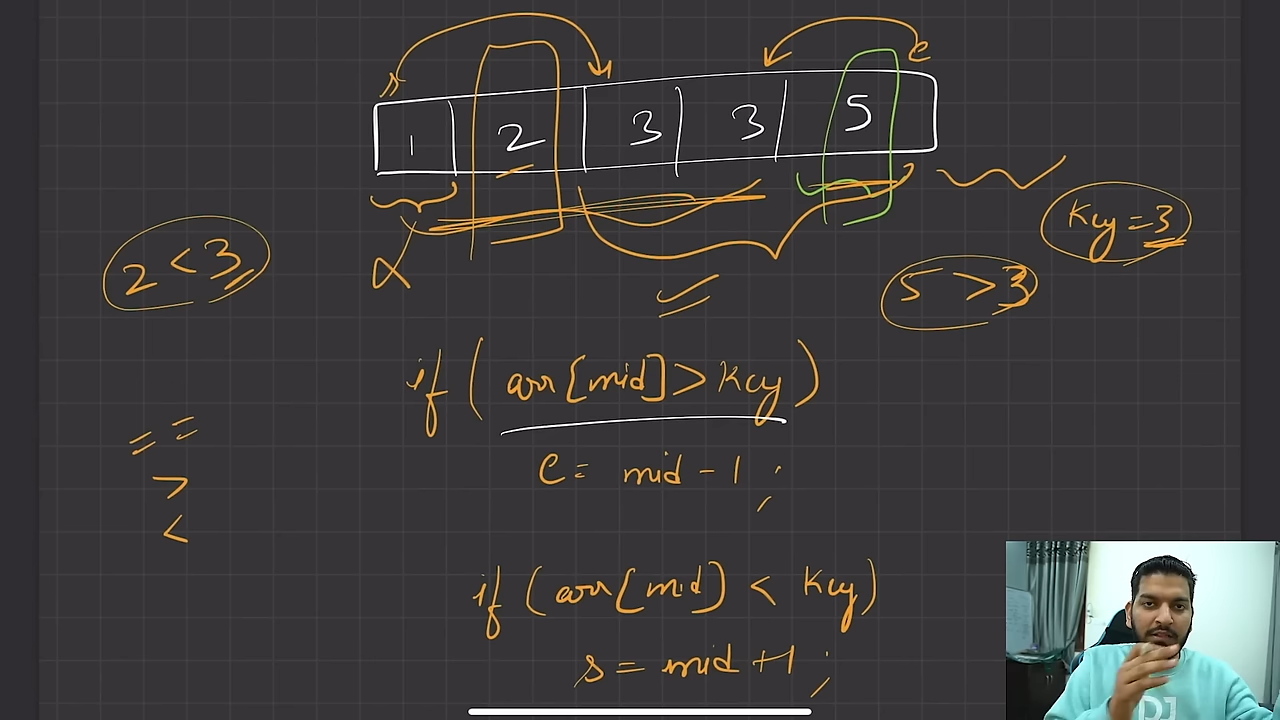 s e
1 2 3 3 5
Key = 3
2 < 3
5 > 3
if ( arr[mid] > Key )
e = mid - 1 ;
= =
>
<
if (arr[mid] < Key)
s = mid + 1 ;